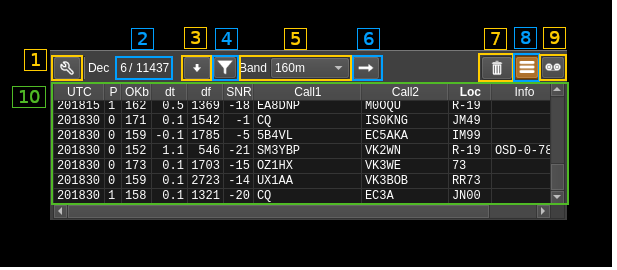 1 2 3 4 5 6 7 8 9
Dec 6 / 11437 Band 160m
10
UTC P OKb dt df SNR Call1 Call2 Loc Info
201815 1 162 0.5 1369 -18 EA8DNP M0OQU R-19
201830 0 171 0.1 1542 -1 CQ IS0KNG JM49
201830 0 159 -0.1 1785 -5 5B4VL EC5AKA IM99
201830 0 152 1.1 546 -21 SM3YBP VK2WN R-19 OSD-0-78
201830 0 173 0.1 1703 -15 OZ1HX VK3WE 73
201830 0 159 0.1 2723 -14 UX1AA VK3BOB RR73
201830 1 158 0.1 1321 -20 CQ EC3A JN00